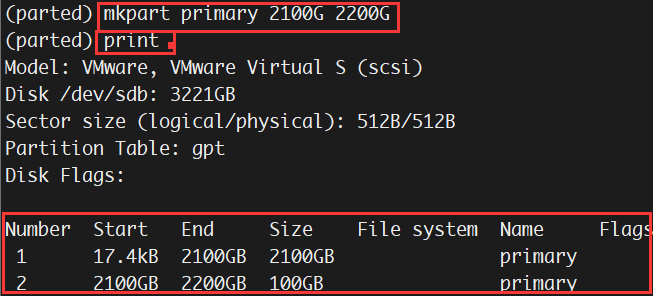 (parted) mkpart primary 2100G 2200G
(parted) print
Model: VMware, VMware Virtual S (scsi)
Disk /dev/sdb: 3221GB
Sector size (logical/physical): 512B/512B
Partition Table: gpt
Disk Flags:
Number  Start   End     Size    File system  Name     Flags
 1      17.4kB  2100GB  2100GB               primary
 2      2100GB  2200GB  100GB                primary